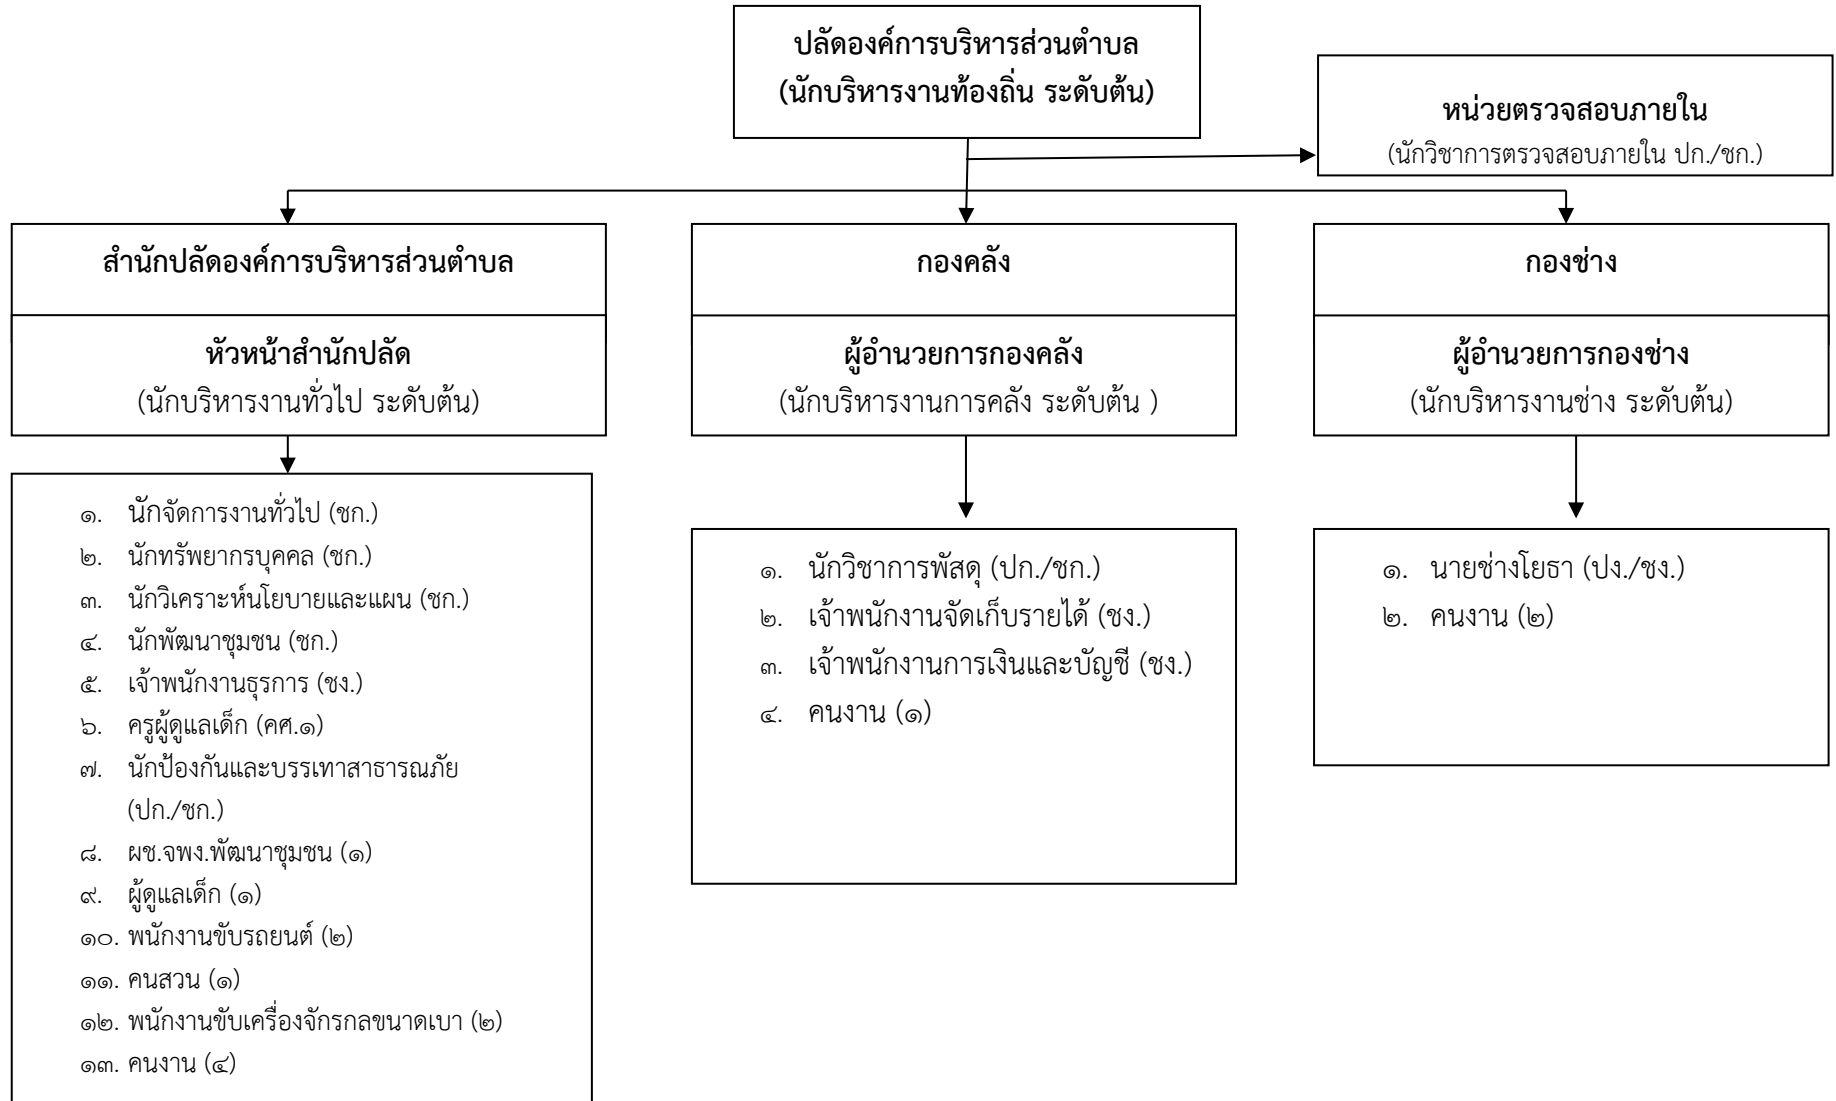 ปลัดองค์การบริหารส่วนตำบล
(นักบริหารงานท้องถิ่น ระดับต้น)
หน่วยตรวจสอบภายใน
(นักวิชาการตรวจสอบภายใน ปก./ชก.)
สำนักปลัดองค์การบริหารส่วนตำบล
หัวหน้าสำนักปลัด
(นักบริหารงานทั่วไป ระดับต้น)
๑. นักจัดการงานทั่วไป (ชก.)
๒. นักทรัพยากรบุคคล (ชก.)
๓. นักวิเคราะห์นโยบายและแผน (ชก.)
๔. นักพัฒนาชุมชน (ชก.)
๕. เจ้าพนักงานธุรการ (ชง.)
๖. ครูผู้ดูแลเด็ก (คศ.๑)
๗. นักป้องกันและบรรเทาสาธารณภัย
(ปก./ชก.)
๘. ผช.จพง.พัฒนาชุมชน (๑)
๙. ผู้ดูแลเด็ก (๑)
๑๐. พนักงานขับรถยนต์ (๒)
๑๑. คนสวน (๑)
๑๒. พนักงานขับเครื่องจักรกลขนาดเบา (๒)
๑๓. คนงาน (๔)
กองคลัง
ผู้อำนวยการกองคลัง
(นักบริหารงานการคลัง ระดับต้น )
๑. นักวิชาการพัสดุ (ปก./ชก.)
๒. เจ้าพนักงานจัดเก็บรายได้ (ชง.)
๓. เจ้าพนักงานการเงินและบัญชี (ชง.)
๔. คนงาน (๑)
กองช่าง
ผู้อำนวยการกองช่าง
(นักบริหารงานช่าง ระดับต้น)
๑. นายช่างโยธา (ปง./ชง.)
๒. คนงาน (๒)